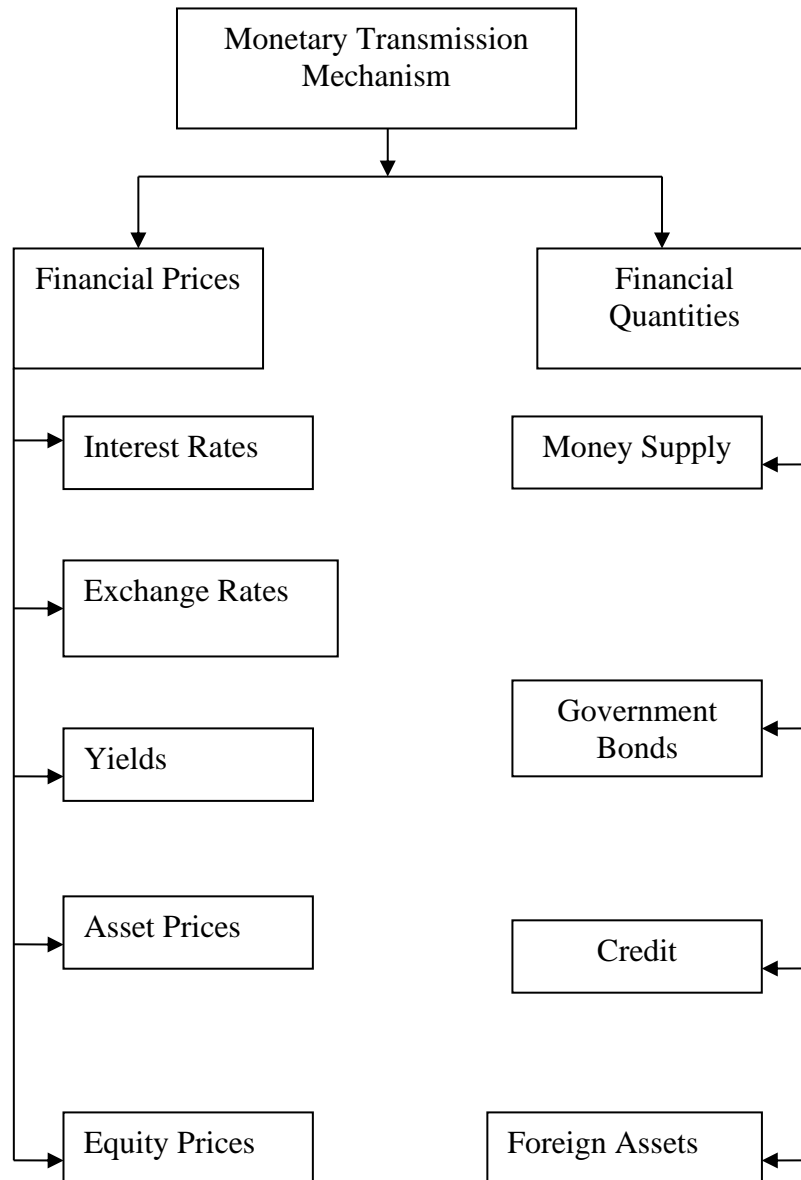 Monetary Transmission
Mechanism
Financial Prices
Financial
Quantities
Interest Rates
Money Supply
Exchange Rates
Government
Bonds
Yields
Asset Prices
Credit
Equity Prices
Foreign Assets